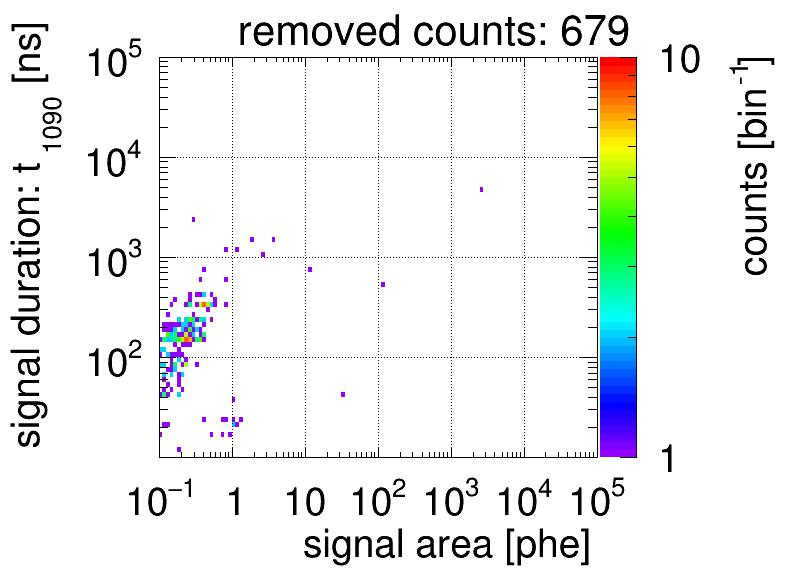 removed counts: 679
signal duration: t 1090 [ns]
10^5
10^4
10^3
10^2
10^−1 1 10 10^2 10^3 10^4 10^5
signal area [phe]
10
1
counts [bin^-1]